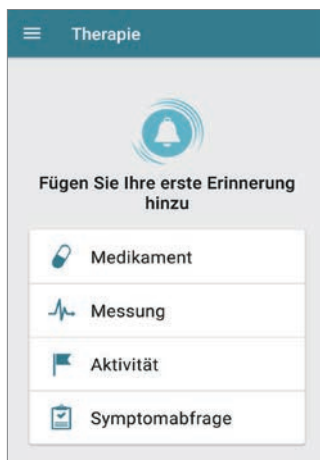 Therapie
Fügen Sie Ihre erste Erinnerung
hinzu
Medikament
Messung
Aktivität
Symptomabfrage